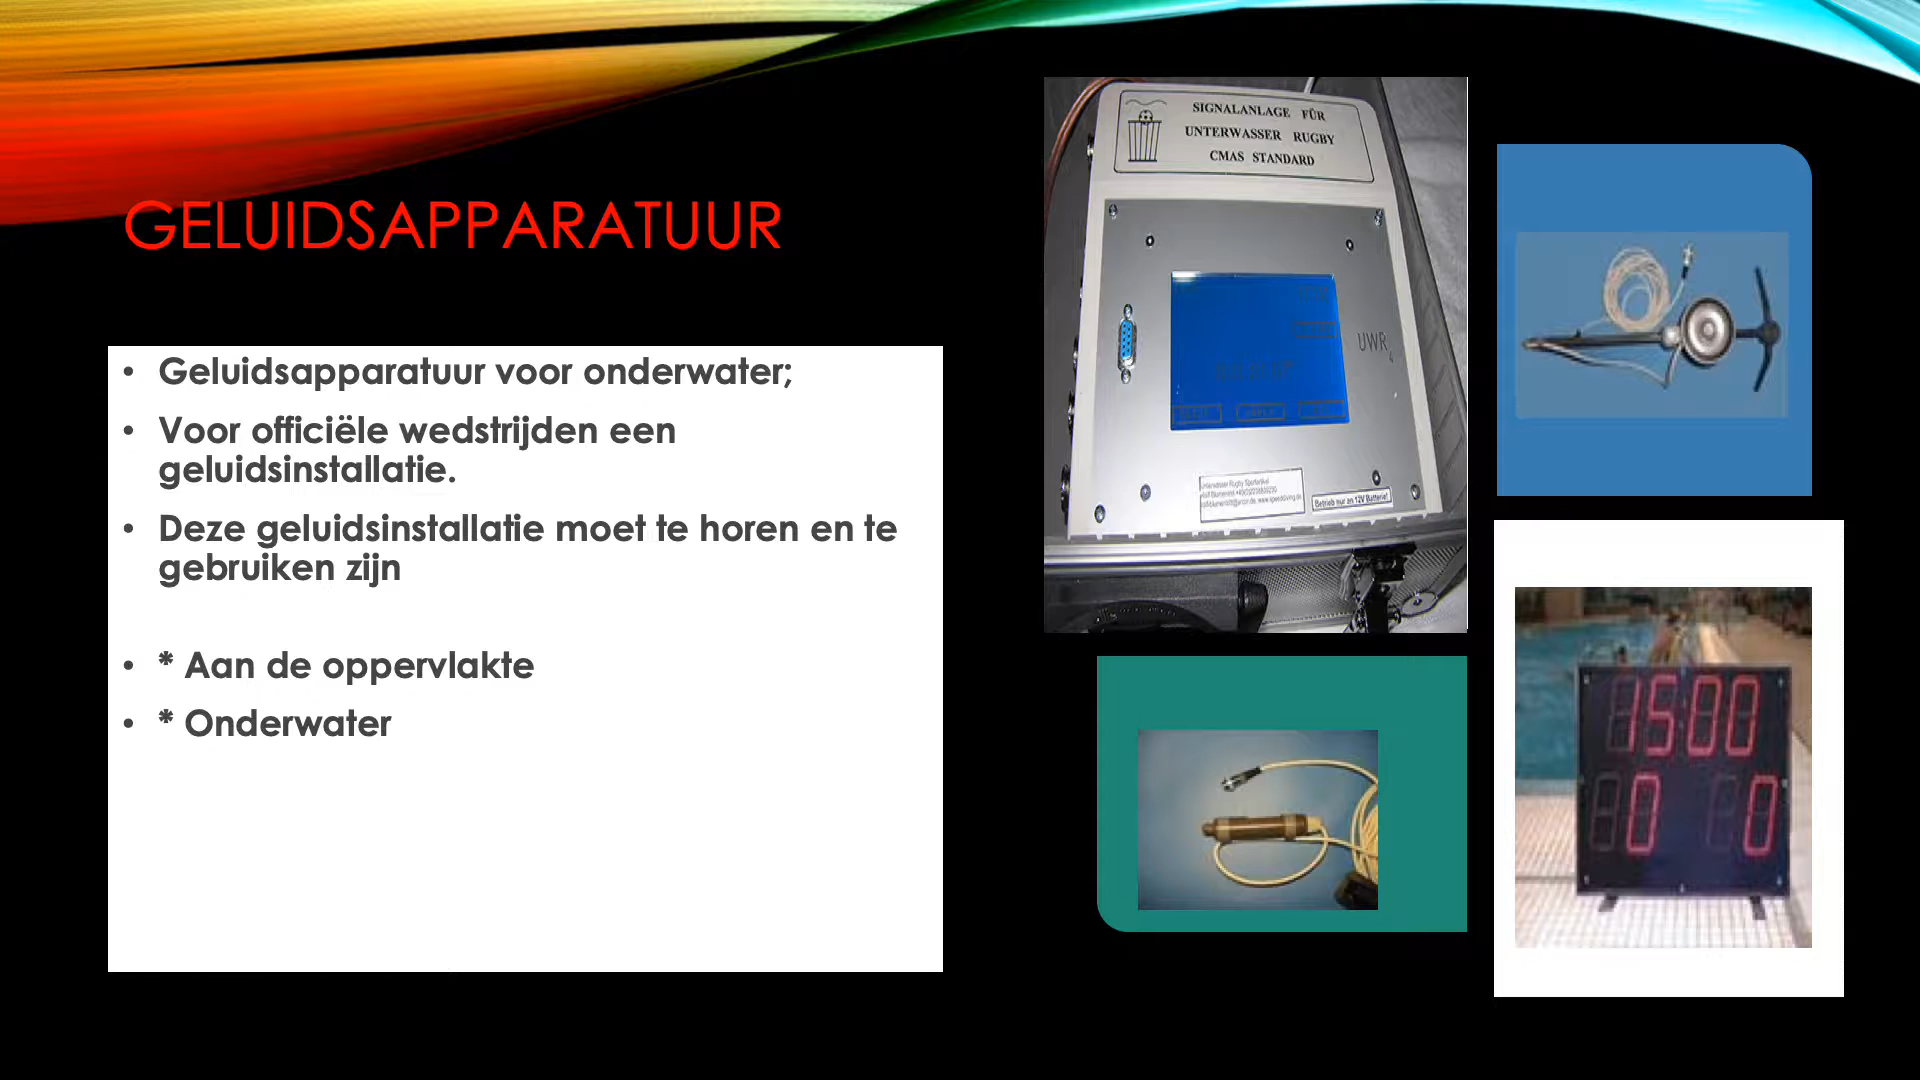 GELUIDSAPPARATUUR
• Geluidsapparatuur voor onderwater;
• Voor officiële wedstrijden een
geluidsinstallatie.
• Deze geluidsinstallatie moet te horen en te
gebruiken zijn
• * Aan de oppervlakte
• * Onderwater
SIGNALANLAGE FÜR
UNTERWASSER RUGBY
CMAS STANDARD
UWR
4
Betrieb nur an 12V Batterie!
15:00
0 0